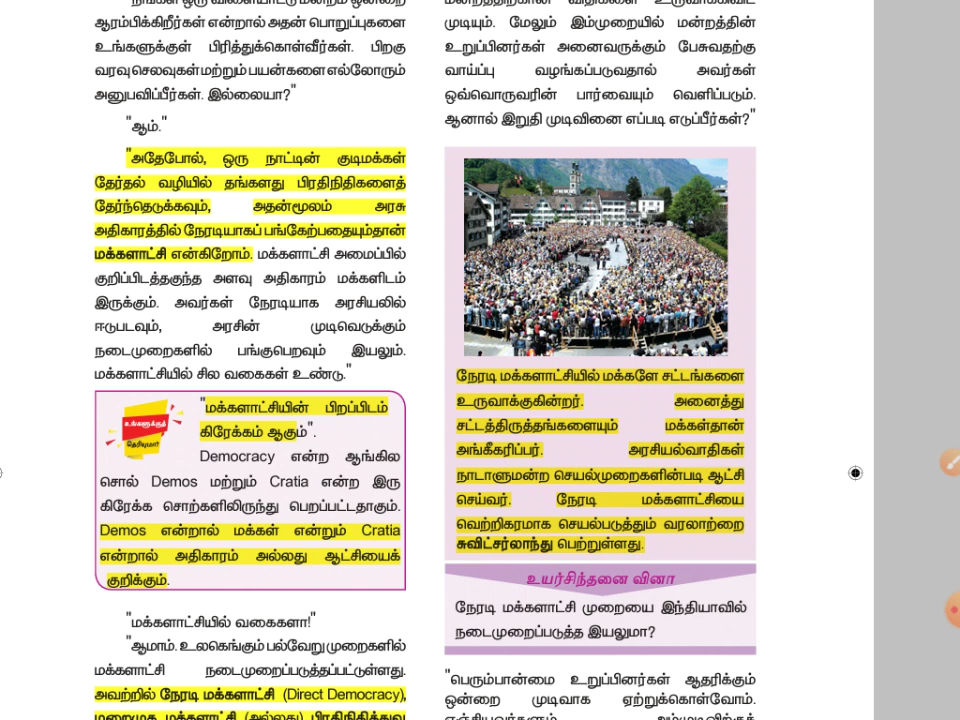 ஆரம்பிக்கிறீர்கள் என்றால் அதன் பொறுப்புகளை
உங்களுக்குள் பிரித்துக்கொள்வீர்கள். பிறகு
வரவு செலவுகள் மற்றும் பயன்களை எல்லோரும்
அனுபவிப்பீர்கள். இல்லையா?"
"ஆம்."
"அதேபோல், ஒரு நாட்டின் குடிமக்கள்
தேர்தல் வழியில் தங்களது பிரதிநிதிகளைத்
தேர்ந்தெடுக்கவும், அதன்மூலம் அரசு
அதிகாரத்தில் நேரடியாகப் பங்கேற்பதையும்தான்
மக்களாட்சி என்கிறோம். மக்களாட்சி அமைப்பில்
குறிப்பிடத்தகுந்த அளவு அதிகாரம் மக்களிடம்
இருக்கும். அவர்கள் நேரடியாக அரசியலில்
ஈடுபடவும், அரசின் முடிவெடுக்கும்
நடைமுறைகளில் பங்குபெறவும் இயலும்.
மக்களாட்சியில் சில வகைகள் உண்டு."
உங்களுக்குத்
தெரியுமா?
"மக்களாட்சியின் பிறப்பிடம்
கிரேக்கம் ஆகும்".
Democracy என்ற ஆங்கில
சொல் Demos மற்றும் Cratia என்ற இரு
கிரேக்க சொற்களிலிருந்து பெறப்பட்டதாகும்.
Demos என்றால் மக்கள் என்றும் Cratia
என்றால் அதிகாரம் அல்லது ஆட்சியைக்
குறிக்கும்.
"மக்களாட்சியில் வகைகளா!"
"ஆமாம். உலகெங்கும் பல்வேறு முறைகளில்
மக்களாட்சி நடைமுறைப்படுத்தப்பட்டுள்ளது.
அவற்றில் நேரடி மக்களாட்சி (Direct Democracy),
முடியும். மேலும் இம்முறையில் மன்றத்தின்
உறுப்பினர்கள் அனைவருக்கும் பேசுவதற்கு
வாய்ப்பு வழங்கப்படுவதால் அவர்கள்
ஒவ்வொருவரின் பார்வையும் வெளிப்படும்.
ஆனால் இறுதி முடிவினை எப்படி எடுப்பீர்கள்?"
நேரடி மக்களாட்சியில் மக்களே சட்டங்களை
உருவாக்குகின்றர். அனைத்து
சட்டத்திருத்தங்களையும் மக்கள்தான்
அங்கீகரிப்பர். அரசியல்வாதிகள்
நாடாளுமன்ற செயல்முறைகளின்படி ஆட்சி
செய்வர். நேரடி மக்களாட்சியை
வெற்றிகரமாக செயல்படுத்தும் வரலாற்றை
சுவிட்சர்லாந்து பெற்றுள்ளது.
உயர்சிந்தனை வினா
நேரடி மக்களாட்சி முறையை இந்தியாவில்
நடைமுறைப்படுத்த இயலுமா?
"பெரும்பான்மை உறுப்பினர்கள் ஆதரிக்கும்
ஒன்றை முடிவாக ஏற்றுக்கொள்வோம்.